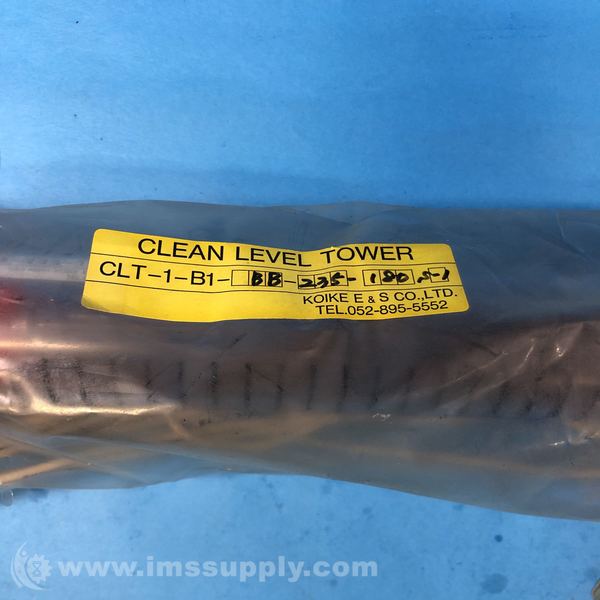 CLEAN LEVEL TOWER
CLT-1-B1-BB-235-180-S-1
KOIKE E & S CO.,LTD.
TEL.052-895-5552
www.imssupply.com